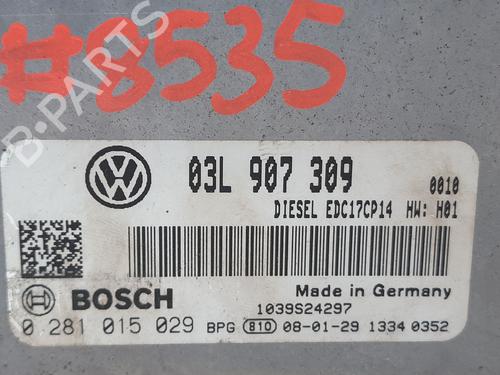 #8535
B-PARTS
03L 907 309
0010
DIESEL EDC17CP14 HW: H01
BOSCH
Made in Germany
1039S24297
0 281 015 029 BPG 810 08-01-29 1334 0352